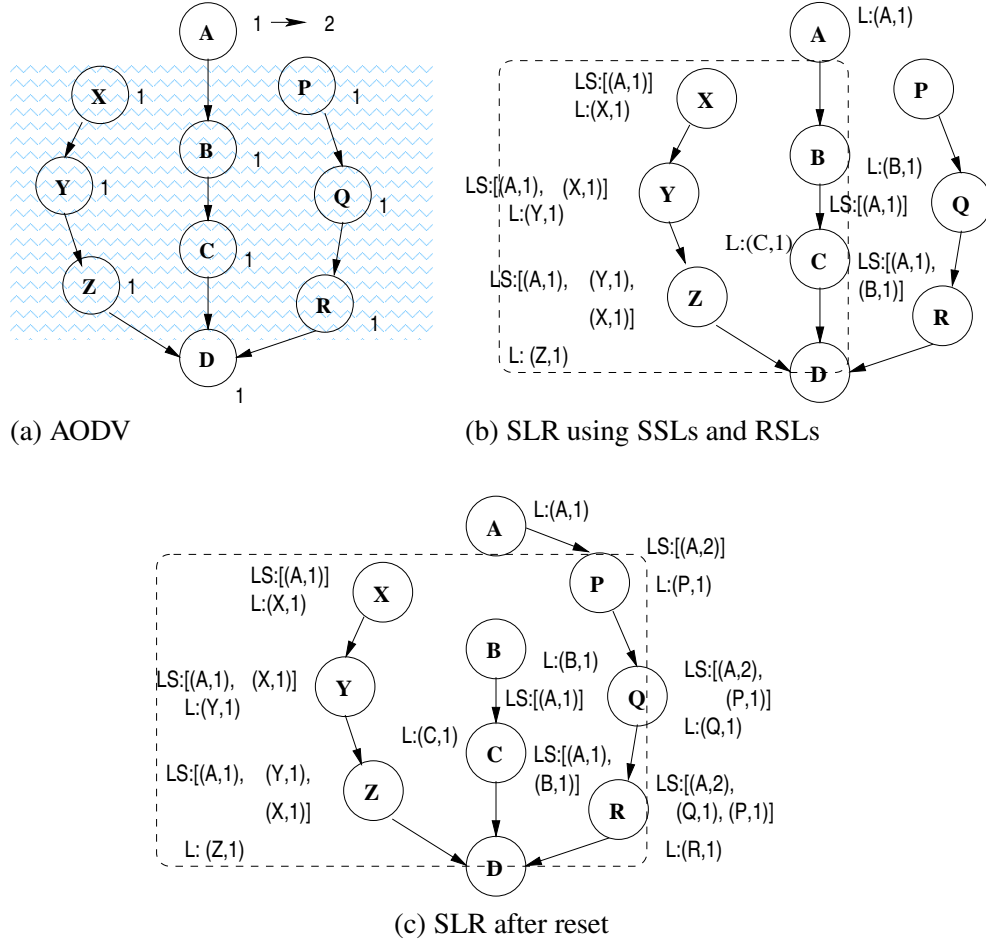 A 1 → 2
X 1
P 1
B 1
Y 1
Q 1
C 1
Z 1
R 1
D
1
(a) AODV
L:(A,1)
A
LS:[(A,1)]
L:(X,1)
X
P
B
L:(B,1)
LS:[(A,1), (X,1)]
L:(Y,1)
Y
LS:[(A,1)]
Q
L:(C,1)
C
LS:[(A,1),
(B,1)]
LS:[(A,1), (Y,1),
(X,1)]
Z
R
L: (Z,1)
D
(b) SLR using SSLs and RSLs
L:(A,1)
A
LS:[(A,2)]
P
L:(P,1)
LS:[(A,1)]
L:(X,1)
X
B
L:(B,1)
LS:[(A,1), (X,1)]
L:(Y,1)
Y
LS:[(A,1)]
Q
LS:[(A,2),
(P,1)]
L:(Q,1)
L:(C,1)
C
LS:[(A,1),
(B,1)]
LS:[(A,1), (Y,1),
(X,1)]
Z
R
LS:[(A,2),
(Q,1), (P,1)]
L: (Z,1)
D
L:(R,1)
(c) SLR after reset